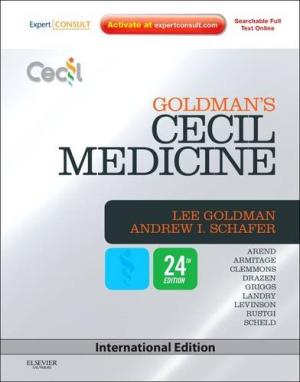 Expert CONSULT
Activate at expertconsult.com
Searchable Full
Text Online
Cecil
GOLDMAN'S
CECIL
MEDICINE
LEE GOLDMAN
ANDREW I. SCHAFER
24TH
EDITION
AREND
ARMITAGE
CLEMMONS
DRAZEN
GRIGGS
LANDRY
LEVINSON
RUSTGI
SCHELD
ELSEVIER
SAUNDERS
International Edition